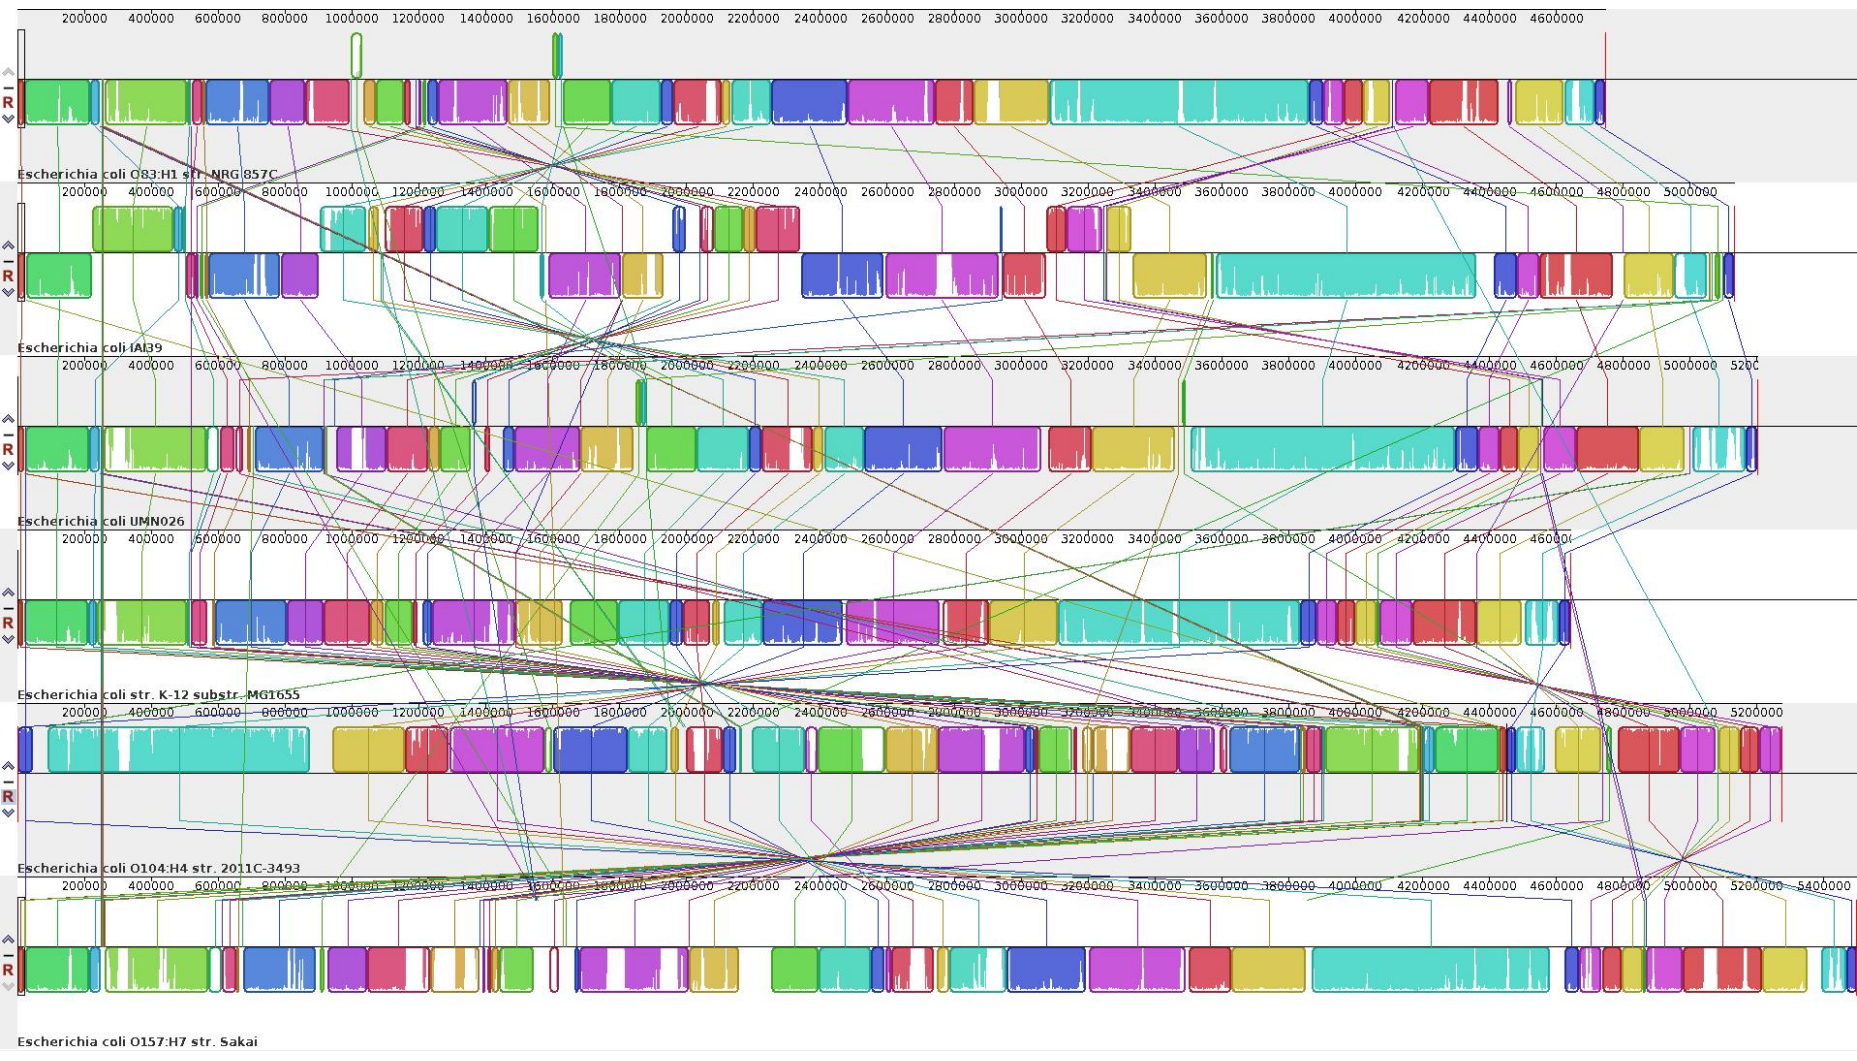 200000 400000 600000 800000 1000000 1200000 1400000 1600000 1800000 2000000 2200000 2400000 2600000 2800000 3000000 3200000 3400000 3600000 3800000 4000000 4200000 4400000 4600000
R
Escherichia coli O83:H1 str. NRG 857C
200000 400000 600000 800000 1000000 1200000 1400000 1600000 1800000 2000000 2200000 2400000 2600000 2800000 3000000 3200000 3400000 3600000 3800000 4000000 4200000 4400000 4600000 4800000 5000000
R
Escherichia coli IAI39
200000 400000 600000 800000 1000000 1200000 1400000 1600000 1800000 2000000 2200000 2400000 2600000 2800000 3000000 3200000 3400000 3600000 3800000 4000000 4200000 4400000 4600000 4800000 5000000 520
R
Escherichia coli UMN026
200000 400000 600000 800000 1000000 1200000 1400000 1600000 1800000 2000000 2200000 2400000 2600000 2800000 3000000 3200000 3400000 3600000 3800000 4000000 4200000 4400000 46000
R
Escherichia coli str. K-12 substr. MG1655
200000 400000 600000 800000 1000000 1200000 1400000 1600000 1800000 2000000 2200000 2400000 2600000 2800000 3000000 3200000 3400000 3600000 3800000 4000000 4200000 4400000 4600000 4800000 5000000 5200000
R
Escherichia coli O104:H4 str. 2011C-3493
200000 400000 600000 800000 1000000 1200000 1400000 1600000 1800000 2000000 2200000 2400000 2600000 2800000 3000000 3200000 3400000 3600000 3800000 4000000 4200000 4400000 4600000 4800000 5000000 5200000 5400000
R
Escherichia coli O157:H7 str. Sakai